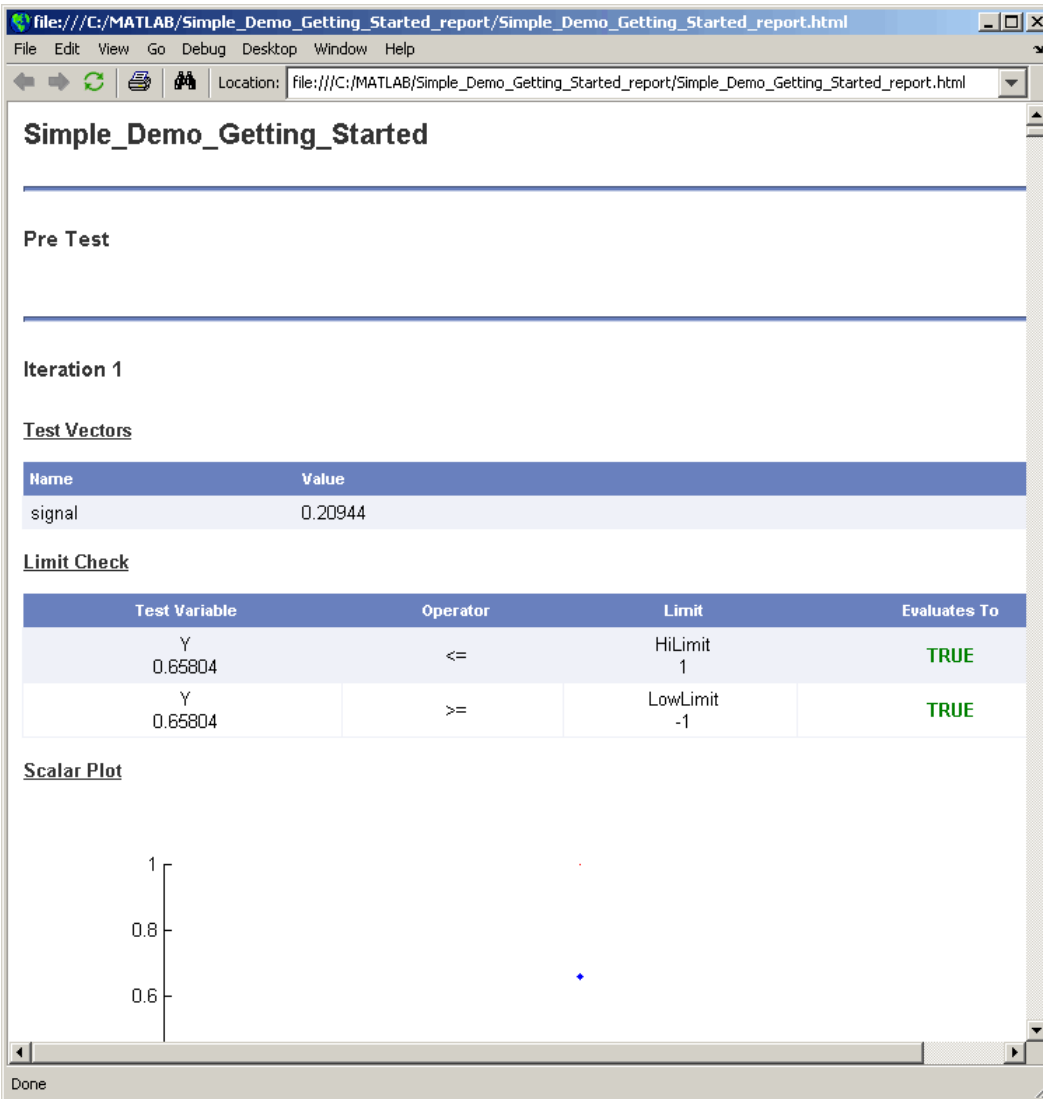 file:///C:/MATLAB/Simple_Demo_Getting_Started_report/Simple_Demo_Getting_Started_report.html
File Edit View Go Debug Desktop Window Help
Location: file:///C:/MATLAB/Simple_Demo_Getting_Started_report/Simple_Demo_Getting_Started_report.html
Simple_Demo_Getting_Started
Pre Test
Iteration 1
Test Vectors
Name Value
signal 0.20944
Limit Check
Test Variable Operator Limit Evaluates To
Y <= HiLimit TRUE
0.65804 1
Y >= LowLimit TRUE
0.65804 -1
Scalar Plot
1
0.8
0.6
Done